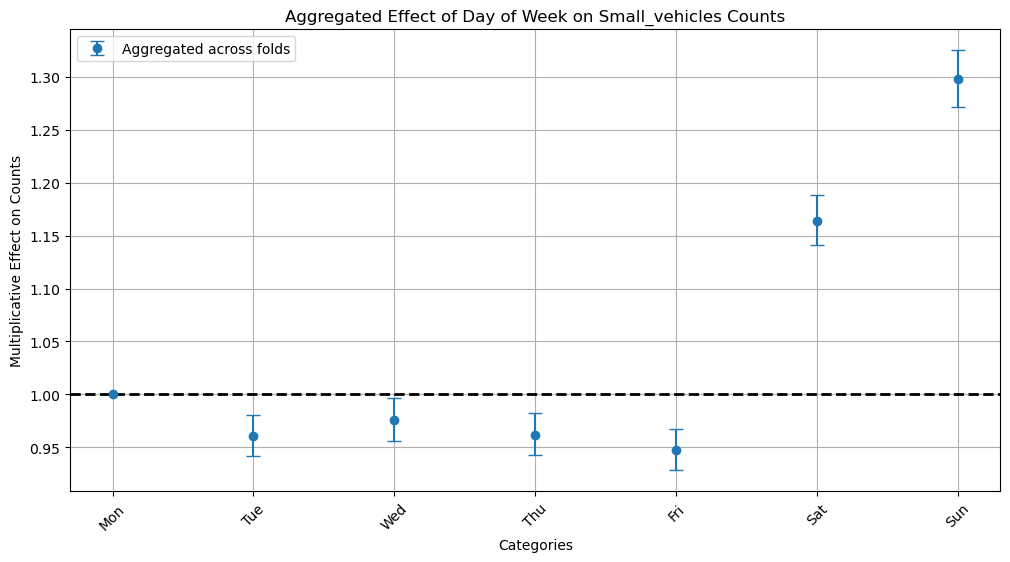 Aggregated Effect of Day of Week on Small_vehicles Counts
Aggregated across folds
Multiplicative Effect on Counts
1.30
1.25
1.20
1.15
1.10
1.05
1.00
0.95
Mon
Tue
Wed
Thu
Fri
Sat
Sun
Categories